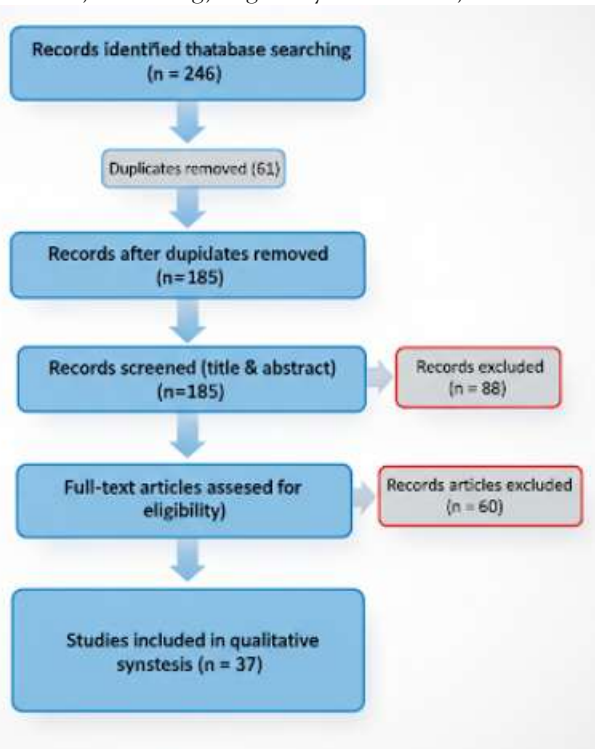 Records identified thatabase searching
(n = 246)
Duplicates removed (61)
Records after dupidates removed
(n=185)
Records screened (title & abstract)
(n=185)
Records excluded
(n = 88)
Full-text articles assesed for
eligibility)
Records articles excluded
(n = 60)
Studies included in qualitative
synstesis (n = 37)